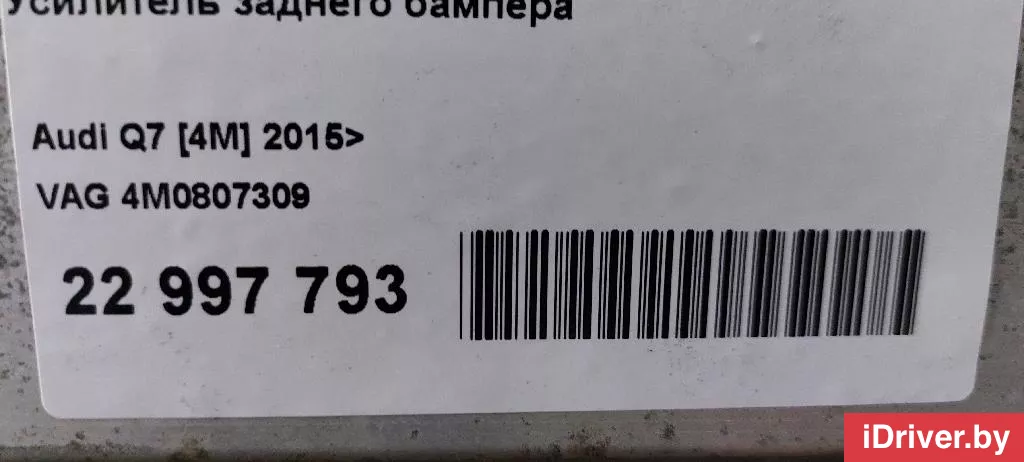 Усилитель заднего бампера
Audi Q7 [4M] 2015>
VAG 4M0807309
22 997 793
iDriver.by